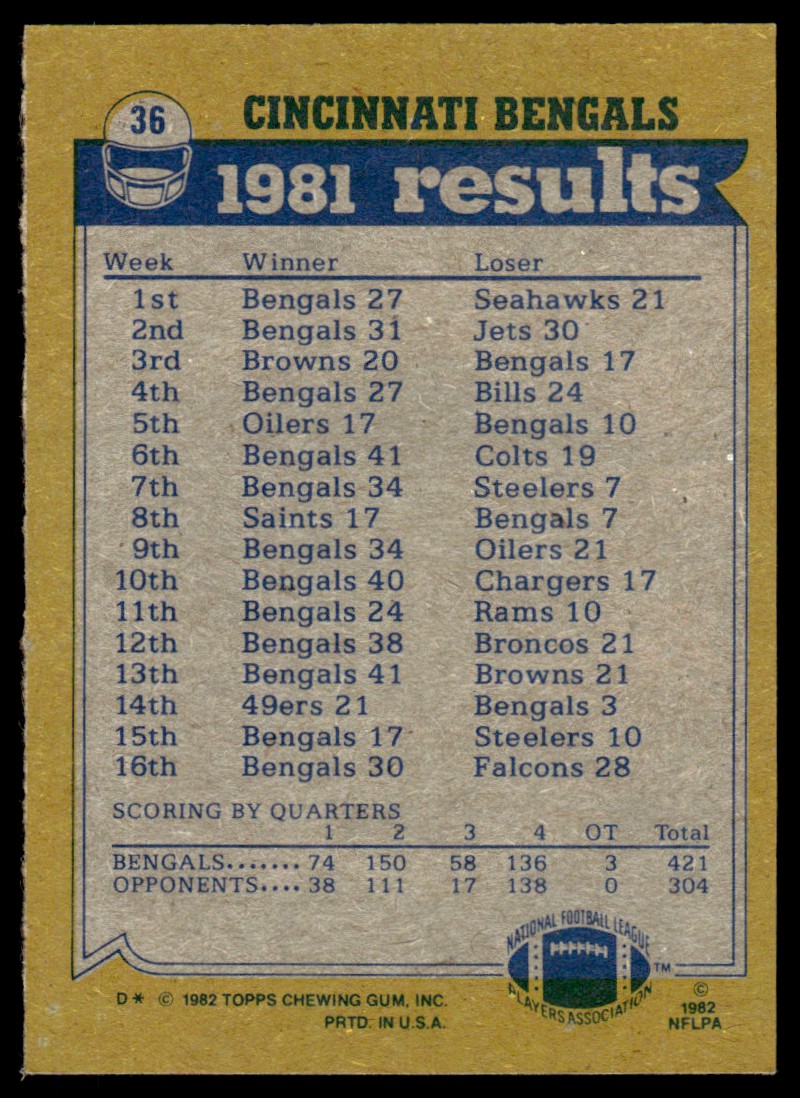 36
CINCINNATI BENGALS
1981 results
Week Winner Loser
1st Bengals 27 Seahawks 21
2nd Bengals 31 Jets 30
3rd Browns 20 Bengals 17
4th Bengals 27 Bills 24
5th Oilers 17 Bengals 10
6th Bengals 41 Colts 19
7th Bengals 34 Steelers 7
8th Saints 17 Bengals 7
9th Bengals 34 Oilers 21
10th Bengals 40 Chargers 17
11th Bengals 24 Rams 10
12th Bengals 38 Broncos 21
13th Bengals 41 Browns 21
14th 49ers 21 Bengals 3
15th Bengals 17 Steelers 10
16th Bengals 30 Falcons 28
SCORING BY QUARTERS
1 2 3 4 OT Total
BENGALS....... 74 150 58 136 3 421
OPPONENTS.... 38 111 17 138 0 304
NATIONAL FOOTBALL LEAGUE
PLAYERS ASSOCIATION
TM
D* © 1982 TOPPS CHEWING GUM, INC.
PRTD. IN U.S.A.
©
1982
NFLPA